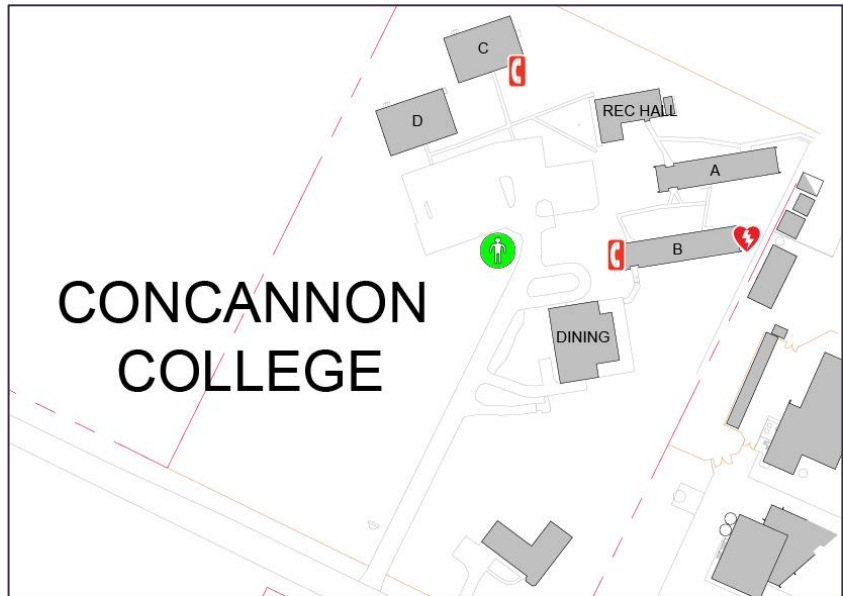 C
REC HALL
D
A
B
CONCANNON
COLLEGE
DINING